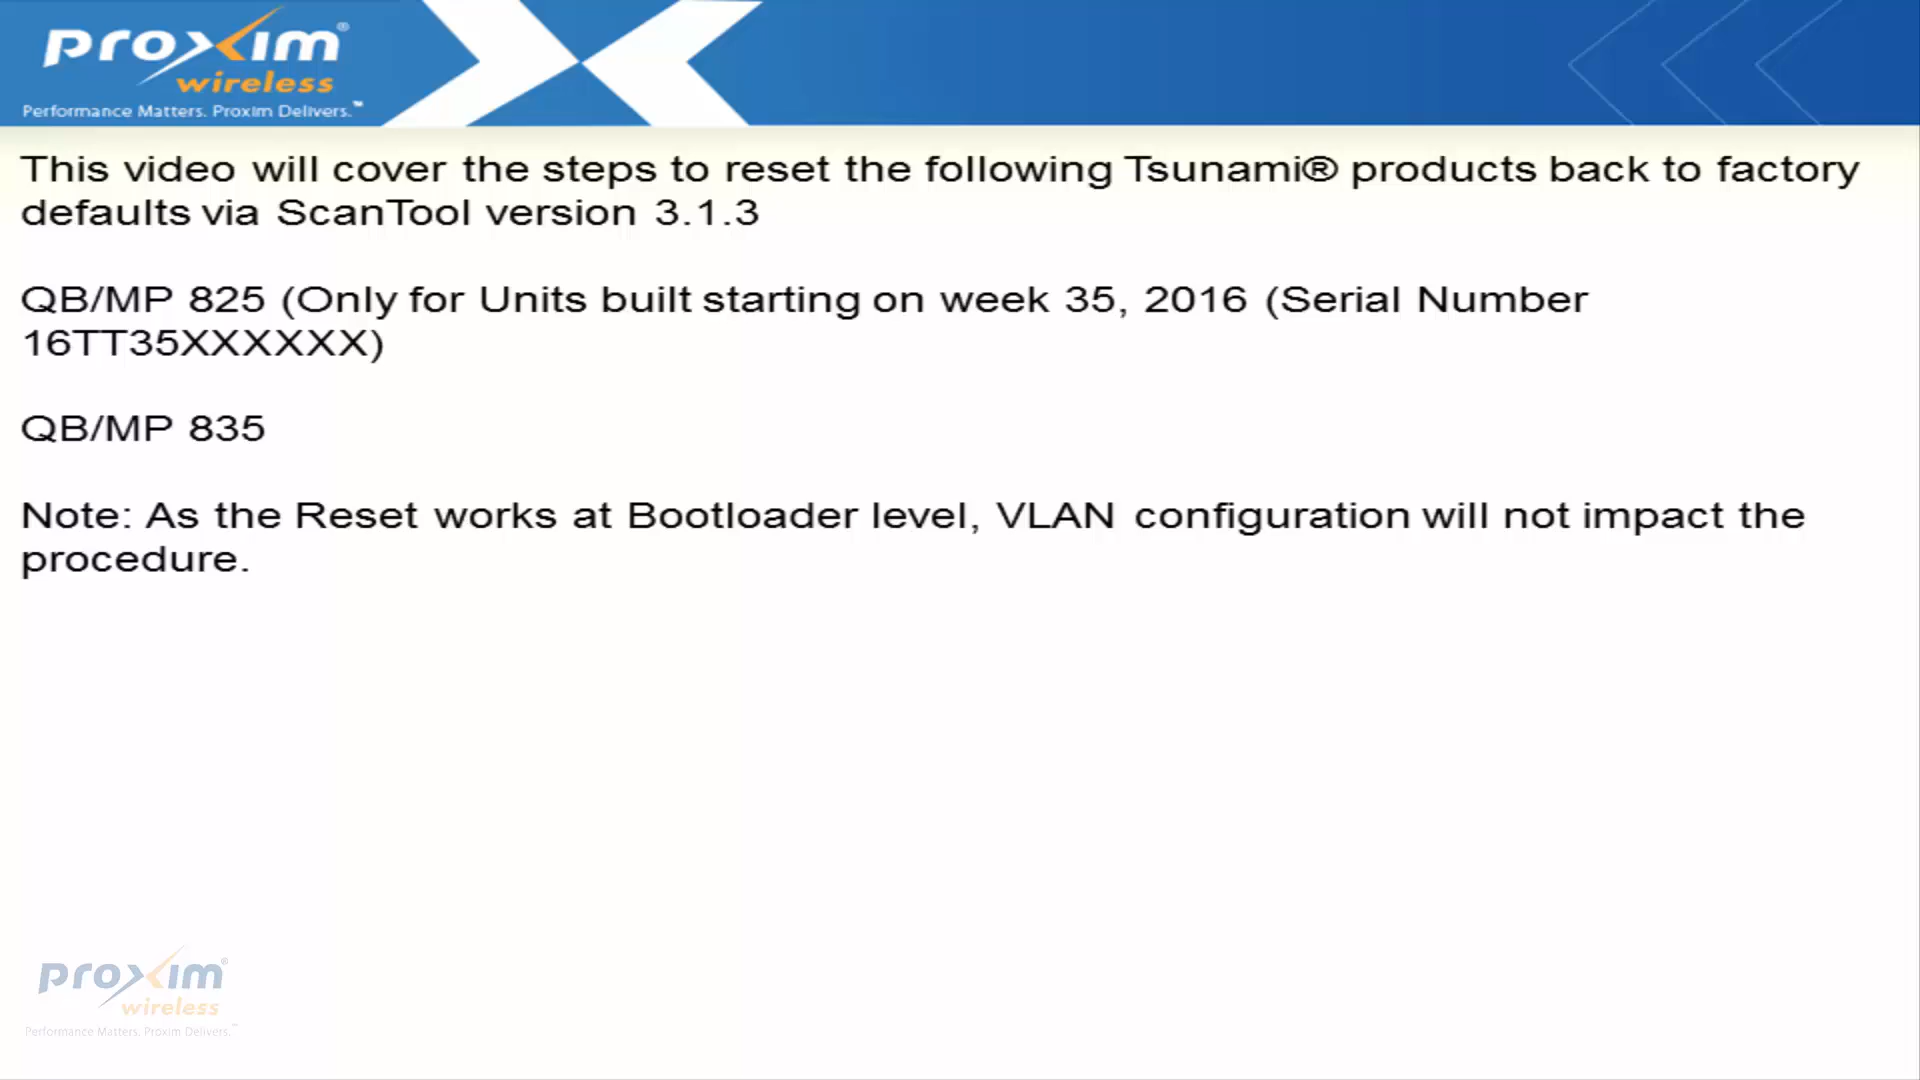 proxim®
wireless
Performance Matters. Proxim Delivers.™
This video will cover the steps to reset the following Tsunami® products back to factory
defaults via ScanTool version 3.1.3
QB/MP 825 (Only for Units built starting on week 35, 2016 (Serial Number
16TT35XXXXXX)
QB/MP 835
Note: As the Reset works at Bootloader level, VLAN configuration will not impact the
procedure.
proxim®
wireless
Performance Matters. Proxim Delivers.™